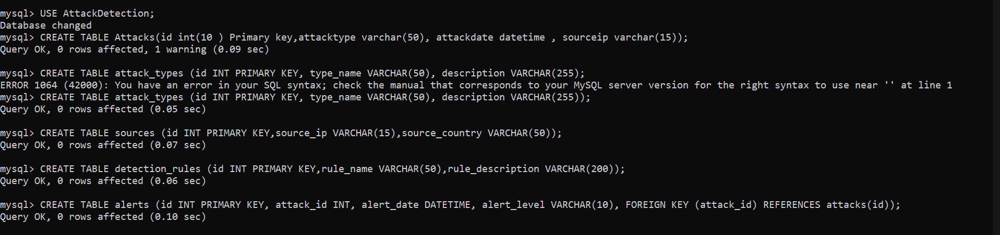 mysql> USE AttackDetection;
Database changed
mysql> CREATE TABLE Attacks(id int(10 ) Primary key,attacktype varchar(50), attackdate datetime , sourceip varchar(15));
Query OK, 0 rows affected, 1 warning (0.09 sec)
mysql> CREATE TABLE attack_types (id INT PRIMARY KEY, type_name VARCHAR(50), description VARCHAR(255);
ERROR 1064 (42000): You have an error in your SQL syntax; check the manual that corresponds to your MySQL server version for the right syntax to use near '' at line 1
mysql> CREATE TABLE attack_types (id INT PRIMARY KEY, type_name VARCHAR(50), description VARCHAR(255));
Query OK, 0 rows affected (0.05 sec)
mysql> CREATE TABLE sources (id INT PRIMARY KEY,source_ip VARCHAR(15),source_country VARCHAR(50));
Query OK, 0 rows affected (0.07 sec)
mysql> CREATE TABLE detection_rules (id INT PRIMARY KEY,rule_name VARCHAR(50),rule_description VARCHAR(200));
Query OK, 0 rows affected (0.06 sec)
mysql> CREATE TABLE alerts (id INT PRIMARY KEY, attack_id INT, alert_date DATETIME, alert_level VARCHAR(10), FOREIGN KEY (attack_id) REFERENCES attacks(id));
Query OK, 0 rows affected (0.10 sec)